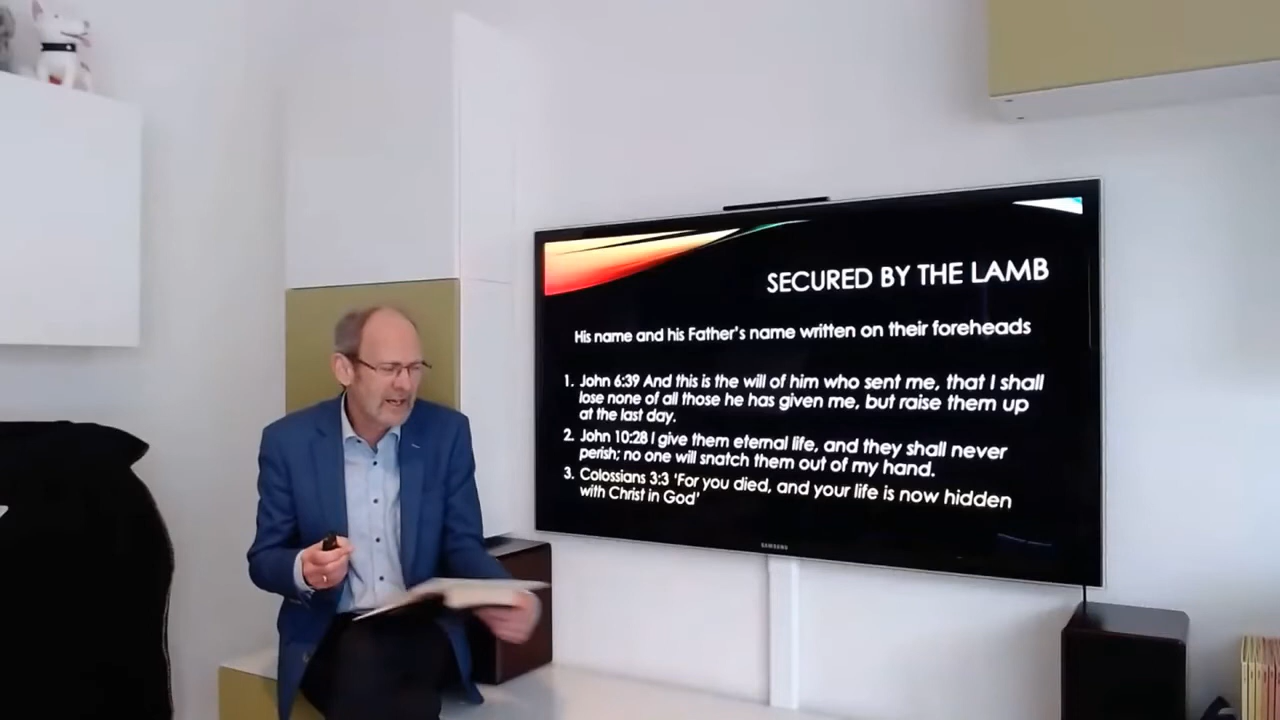 SECURED BY THE LAMB
His name and his Father's name written on their foreheads
1. John 6:39 And this is the will of him who sent me, that I shall
lose none of all those he has given me, but raise them up
at the last day.
2. John 10:28 I give them eternal life, and they shall never
perish; no one will snatch them out of my hand.
3. Colossians 3:3 'For you died, and your life is now hidden
with Christ in God'
SAMSUNG